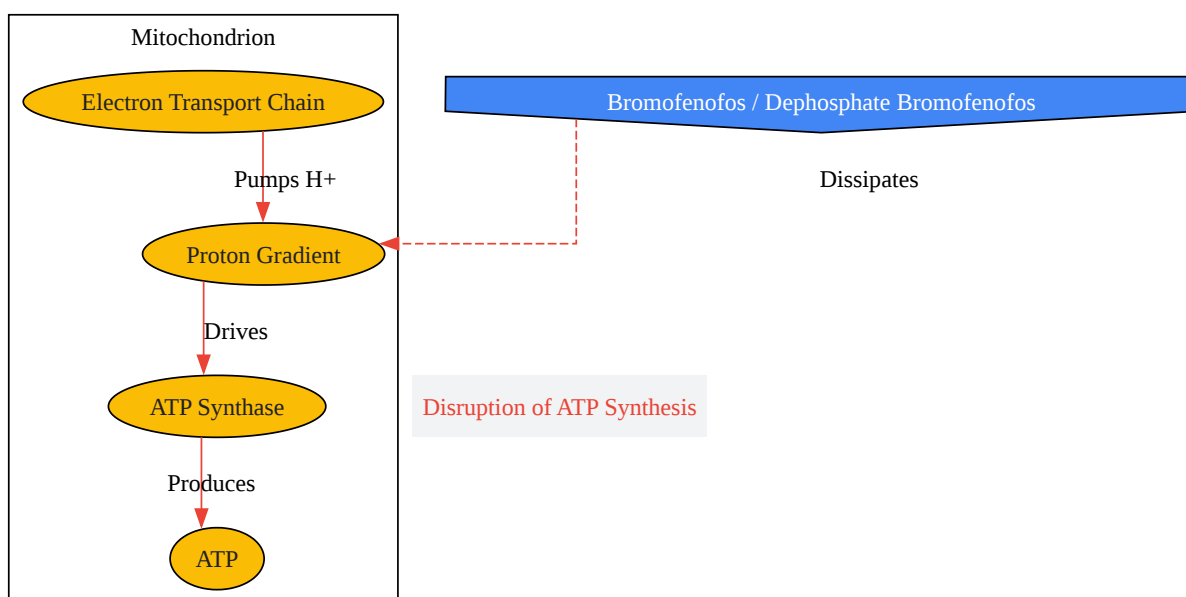 Mitochondrion
Electron Transport Chain
Bromofenofos / Dephosphate Bromofenofos
Pumps H+
Dissipates
Proton Gradient
Drives
ATP Synthase
Disruption of ATP Synthesis
Produces
ATP